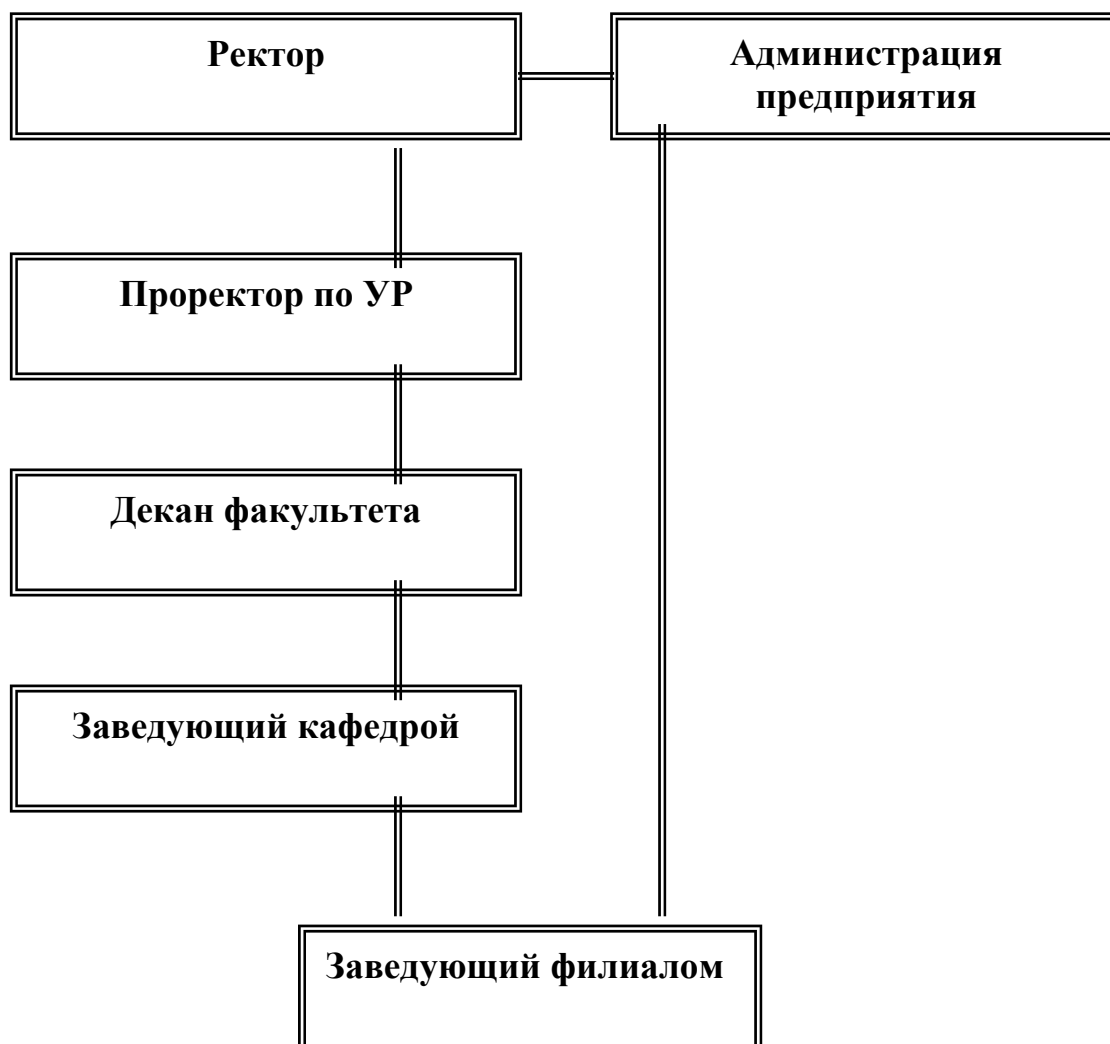 Ректор
Администрация
предприятия
Проректор по УР
Декан факультета
Заведующий кафедрой
Заведующий филиалом